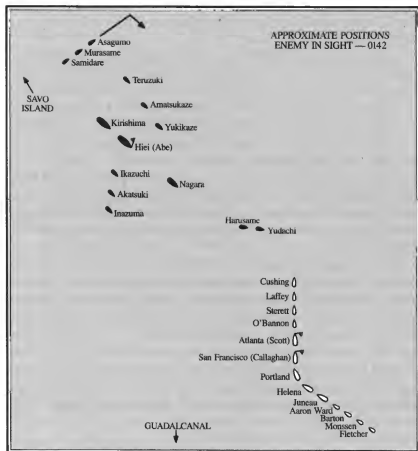 APPROXIMATE POSITIONS
ENEMY IN SIGHT — 0142
Asagumo
Murasame
Samidare
Teruzuki
SAVO
ISLAND
Amatsukaze
Kirishima
Yukikaze
Hiei (Abe)
Ikazuchi
Nagara
Akatsuki
Inazuma
Harusame
Yudachi
Cushing
Laffey
Sterett
O'Bannon
Atlanta (Scott)
San Francisco (Callaghan)
Portland
Helena
Juneau
Aaron Ward
Barton
Monssen
Fletcher
GUADALCANAL